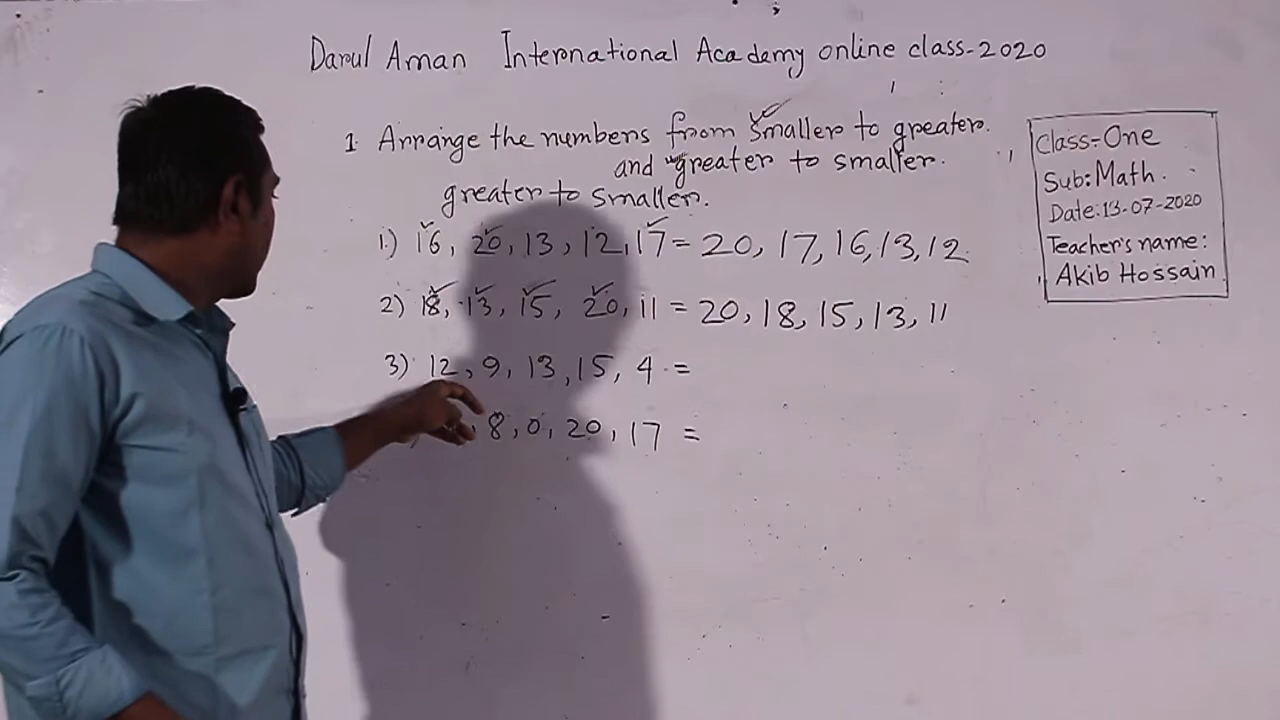 Darul Aman International Academy online class-2020
1. Arrange the numbers from smaller to greater.
and greater to smaller.
greater to smaller.
1.) 16, 20, 13, 12, 17 = 20, 17, 16, 13, 12
2) 18, 13, 15, 20, 11 = 20, 18, 15, 13, 11
3) 12, 9, 13, 15, 4 =
, 8, 0, 20, 17 =
Class-One
Sub: Math.
Date: 13-07-2020
Teacher's name:
Akib Hossain